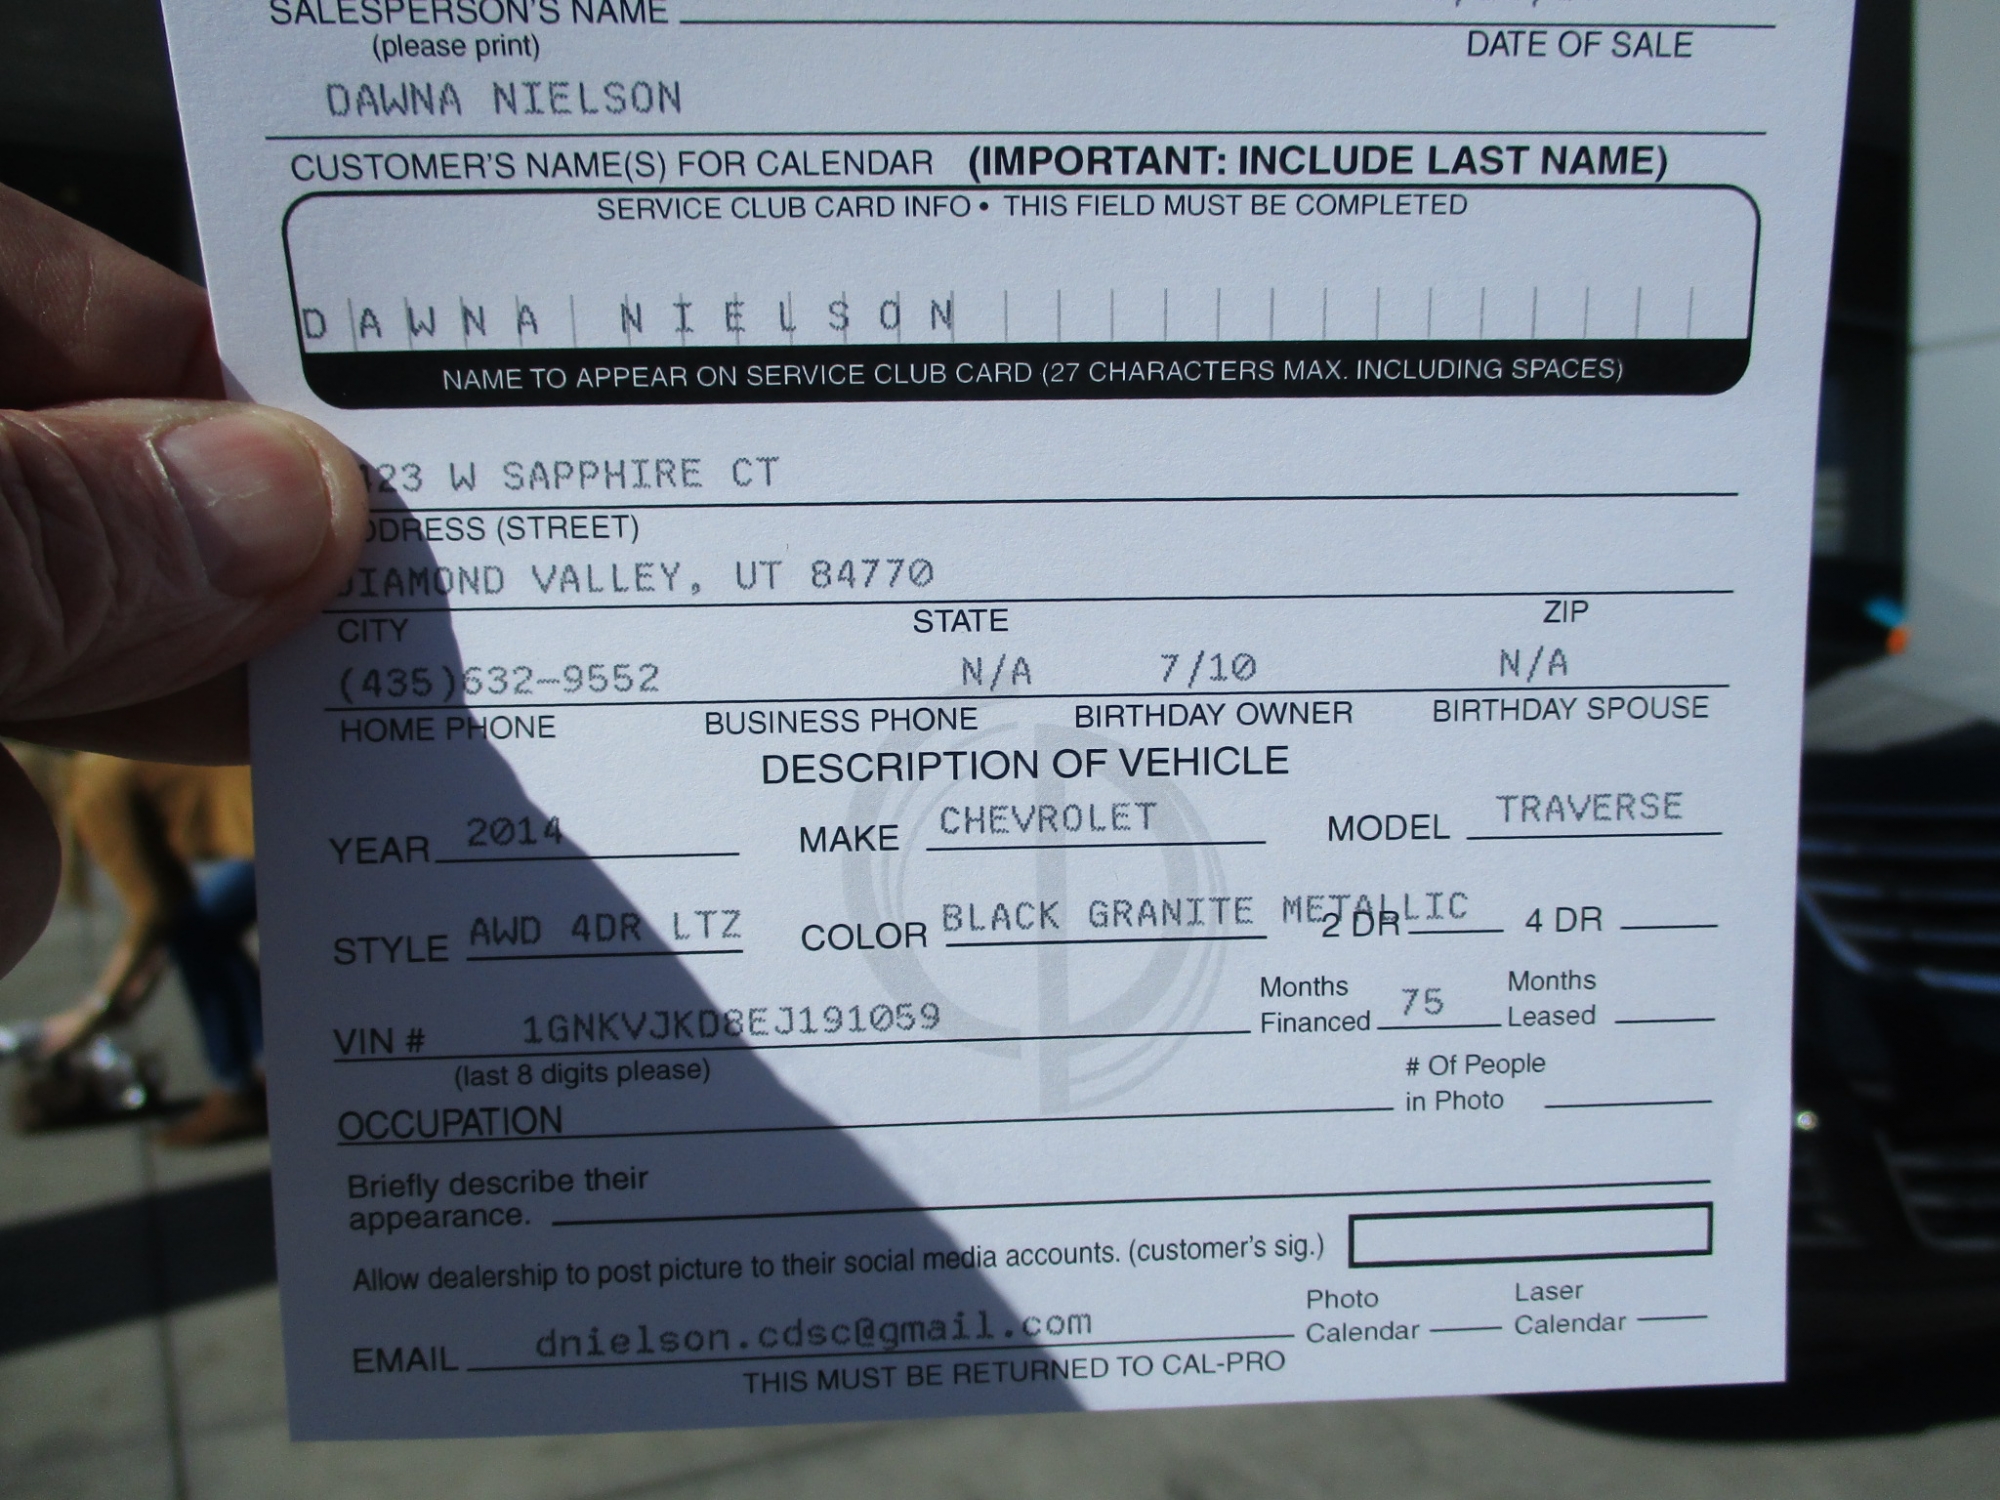 SALESPERSON'S NAME
(please print)
DATE OF SALE
DAWNA NIELSON
CUSTOMER'S NAME(S) FOR CALENDAR (IMPORTANT: INCLUDE LAST NAME)
SERVICE CLUB CARD INFO • THIS FIELD MUST BE COMPLETED
DAWNA NIELSON
NAME TO APPEAR ON SERVICE CLUB CARD (27 CHARACTERS MAX. INCLUDING SPACES)
W SAPPHIRE CT
ADDRESS (STREET)
DIAMOND VALLEY, UT 84770
CITY STATE ZIP
(435)632-9552 N/A 7/10 N/A
HOME PHONE BUSINESS PHONE BIRTHDAY OWNER BIRTHDAY SPOUSE
DESCRIPTION OF VEHICLE
YEAR 2014 MAKE CHEVROLET MODEL TRAVERSE
STYLE AWD 4DR LTZ COLOR BLACK GRANITE METALLIC 2 DR 4 DR
VIN # 1GNKVJKD8EJ191059 Months Financed 75 Months Leased
(last 8 digits please)
# Of People
in Photo
OCCUPATION
Briefly describe their
appearance.
Allow dealership to post picture to their social media accounts. (customer's sig.)
Photo Calendar Laser Calendar
EMAIL dnielson.cdsc@gmail.com
THIS MUST BE RETURNED TO CAL-PRO